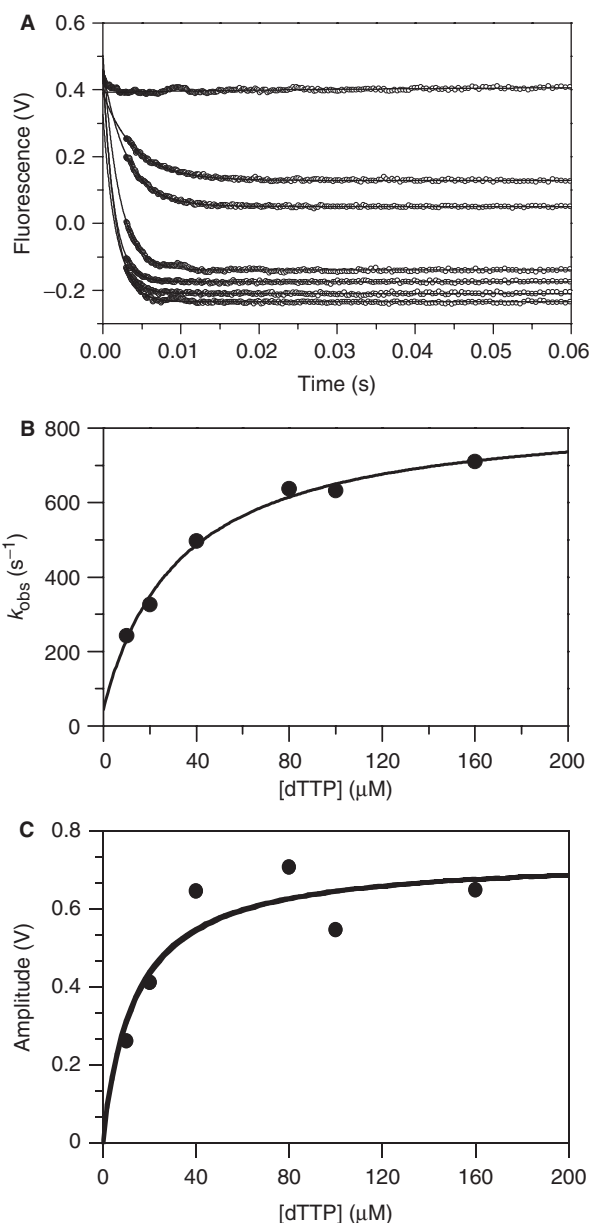 A
0.6
0.4
0.2
0.0
−0.2
Fluorescence (V)
0.00 0.01 0.02 0.03 0.04 0.05 0.06
Time (s)
B
800
600
400
200
0
k_obs (s⁻¹)
0 40 80 120 160 200
[dTTP] (μM)
C
0.8
0.6
0.4
0.2
0
Amplitude (V)
0 40 80 120 160 200
[dTTP] (μM)